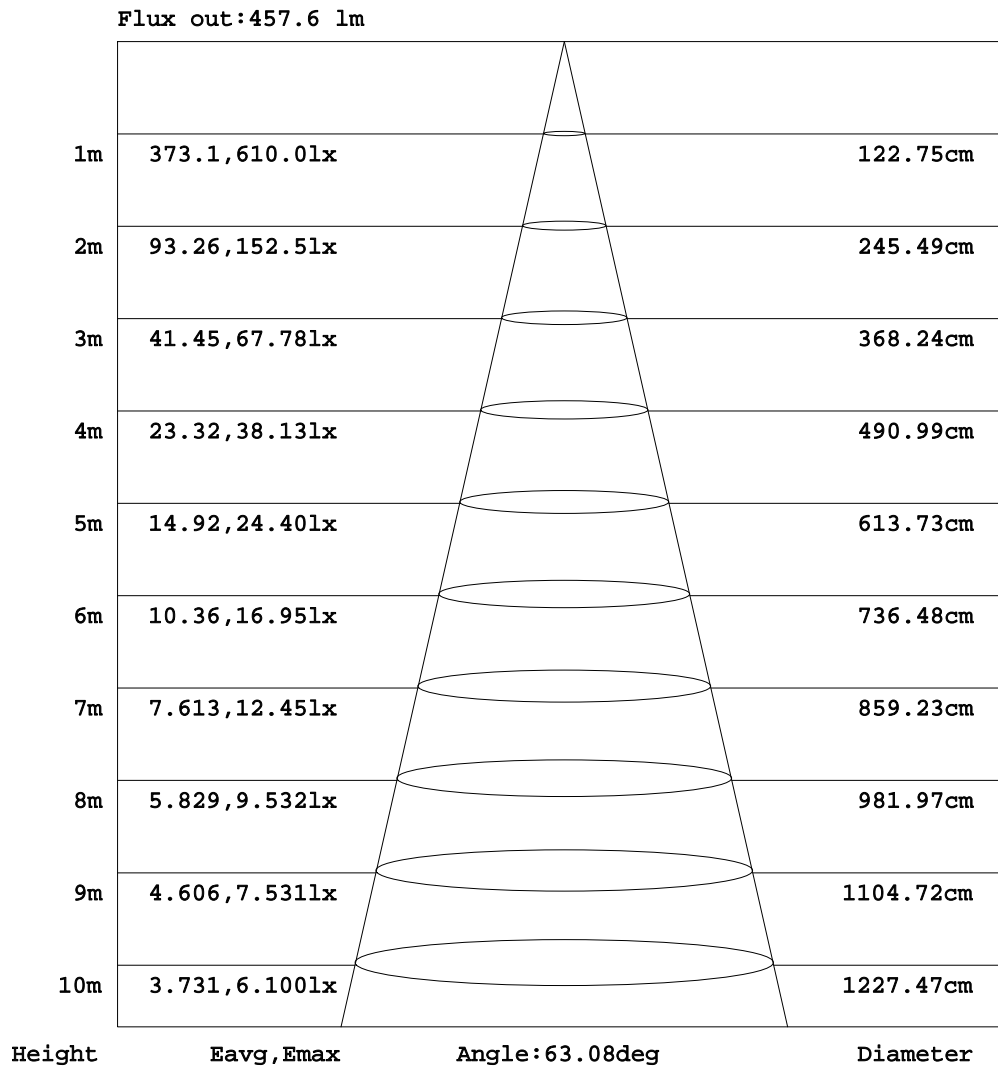 Flux out:457.6 lm
1m 373.1,610.0lx 122.75cm
2m 93.26,152.5lx 245.49cm
3m 41.45,67.78lx 368.24cm
4m 23.32,38.13lx 490.99cm
5m 14.92,24.40lx 613.73cm
6m 10.36,16.95lx 736.48cm
7m 7.613,12.45lx 859.23cm
8m 5.829,9.532lx 981.97cm
9m 4.606,7.531lx 1104.72cm
10m 3.731,6.100lx 1227.47cm
Height Eavg,Emax Angle:63.08deg Diameter